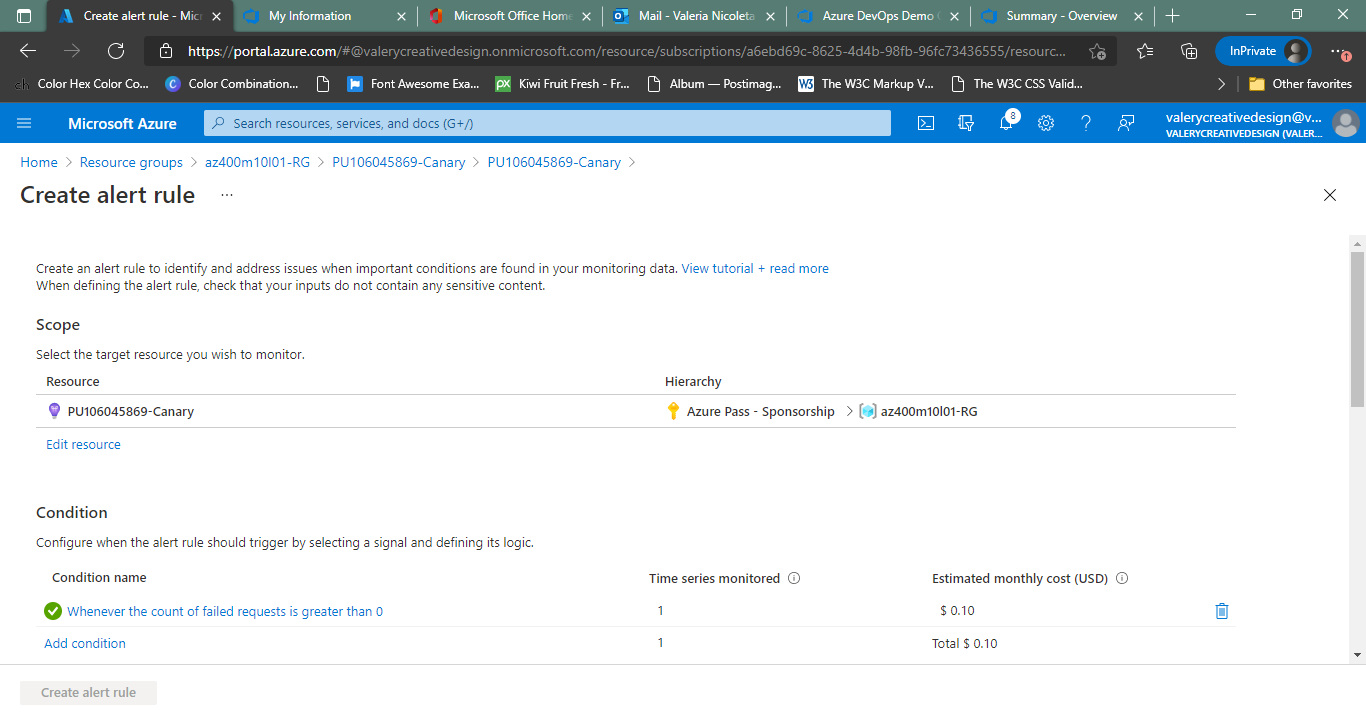 Create alert rule - Mic
My Information
Microsoft Office Home
Mail - Valeria Nicoleta
Azure DevOps Demo
Summary - Overview
https://portal.azure.com/#@valerycreativedesign.onmicrosoft.com/resource/subscriptions/a6ebd69c-8625-4d4b-98fb-96fc73436555/resourc...
InPrivate
Color Hex Color Co...
Color Combination...
Font Awesome Exa...
Kiwi Fruit Fresh - Fr...
Album — Postimag...
The W3C Markup V...
The W3C CSS Valid...
Other favorites
Microsoft Azure
Search resources, services, and docs (G+/)
8
valerycreativedesign@v...
VALERYCREATIVEDESIGN (VALER...
Home > Resource groups > az400m10l01-RG > PU106045869-Canary > PU106045869-Canary >
Create alert rule ...
Create an alert rule to identify and address issues when important conditions are found in your monitoring data. View tutorial + read more
When defining the alert rule, check that your inputs do not contain any sensitive content.
Scope
Select the target resource you wish to monitor.
Resource Hierarchy
PU106045869-Canary Azure Pass - Sponsorship > az400m10l01-RG
Edit resource
Condition
Configure when the alert rule should trigger by selecting a signal and defining its logic.
Condition name Time series monitored Estimated monthly cost (USD)
Whenever the count of failed requests is greater than 0 1 $ 0.10
Add condition 1 Total $ 0.10
Create alert rule